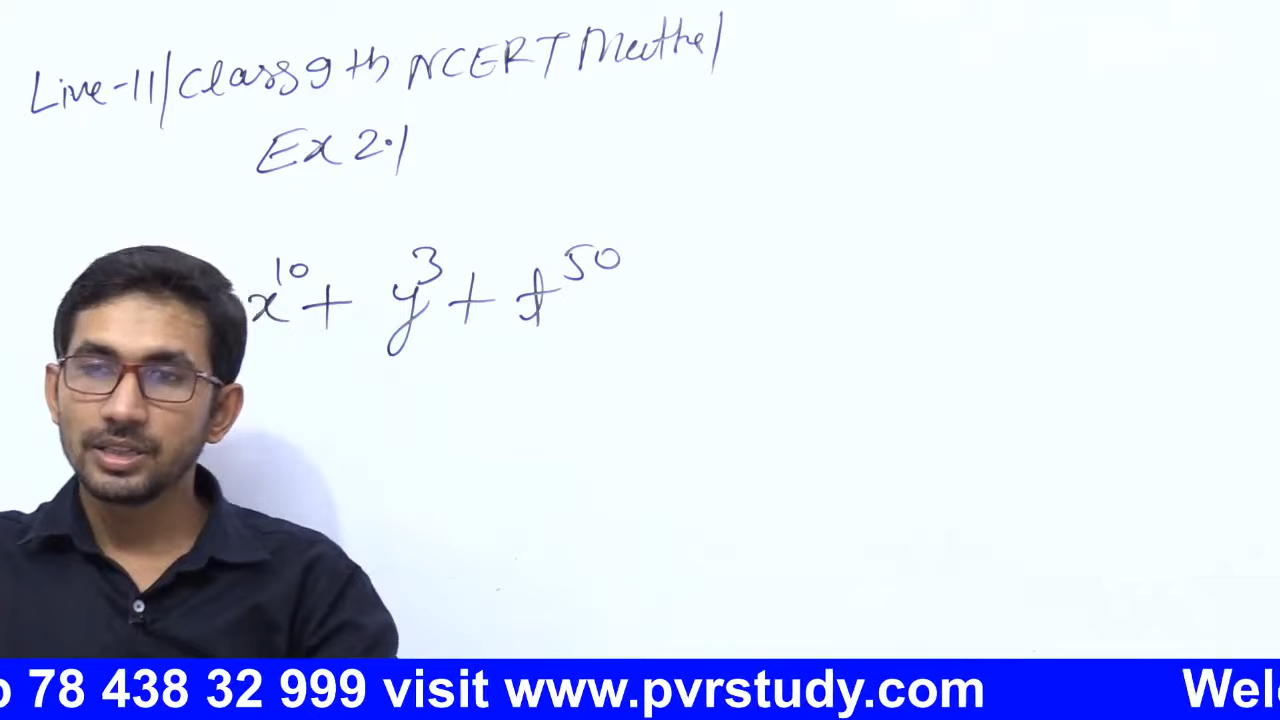 Live-11/Class 9th NCERT Maths/
Ex 2.1
x¹⁰ + y³ + t⁵⁰
78 438 32 999 visit www.pvrstudy.com